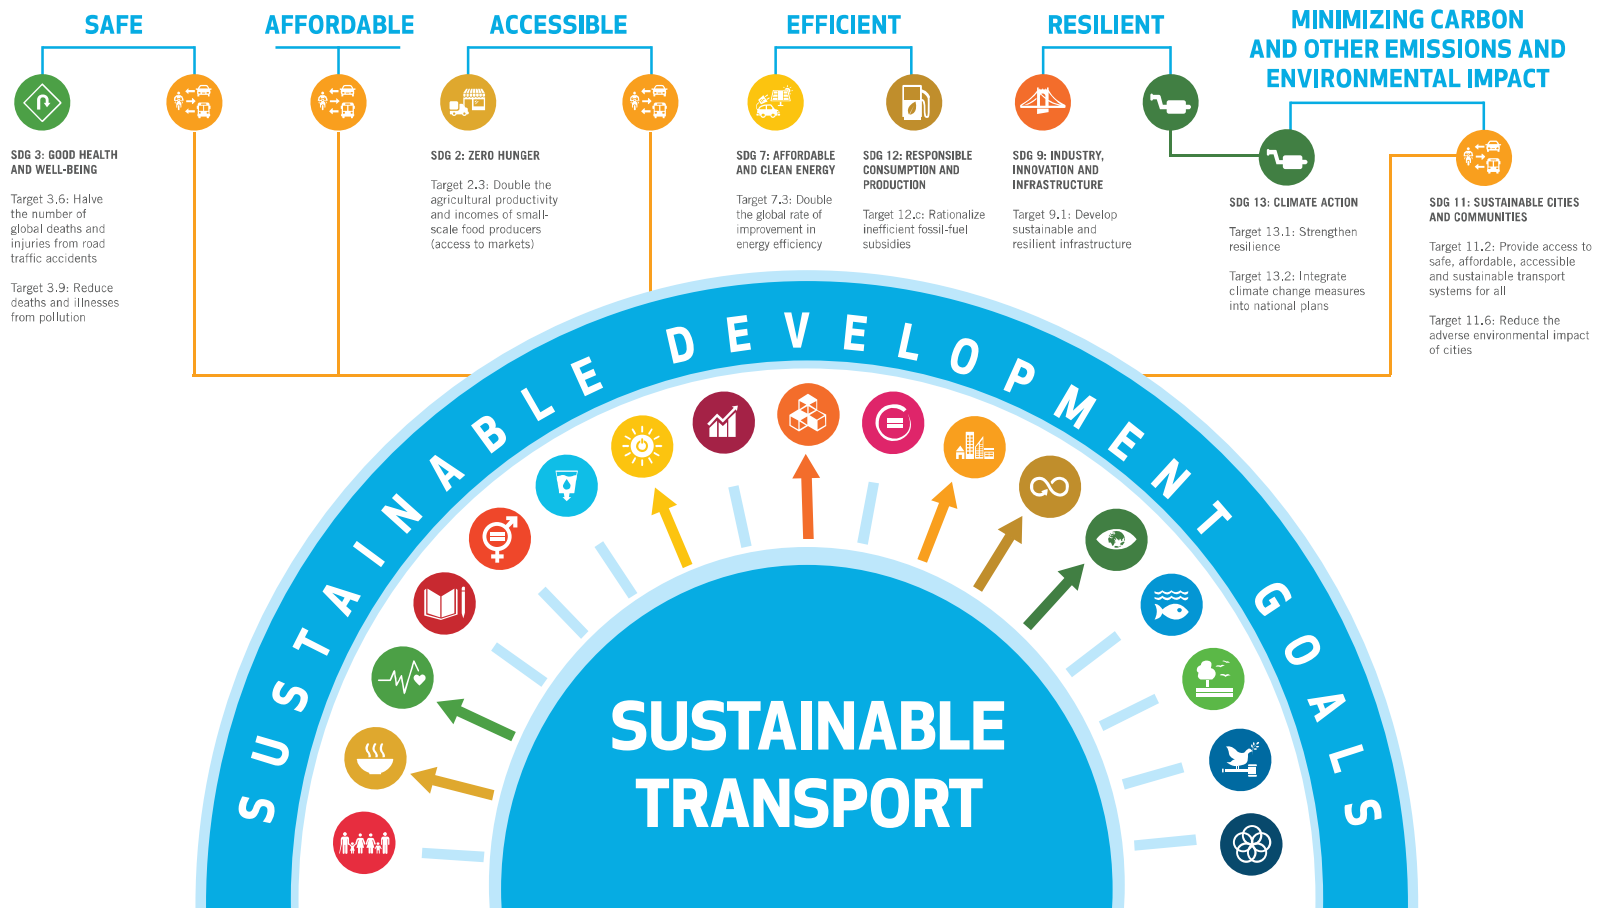 SAFE
AFFORDABLE
ACCESSIBLE
EFFICIENT
RESILIENT
MINIMIZING CARBON
AND OTHER EMISSIONS AND
ENVIRONMENTAL IMPACT
SDG 3: GOOD HEALTH
AND WELL-BEING
Target 3.6: Halve
the number of
global deaths and
injuries from road
traffic accidents
Target 3.9: Reduce
deaths and illnesses
from pollution
SDG 2: ZERO HUNGER
Target 2.3: Double the
agricultural productivity
and incomes of small-
scale food producers
(access to markets)
SDG 7: AFFORDABLE
AND CLEAN ENERGY
Target 7.3: Double
the global rate of
improvement in
energy efficiency
SDG 12: RESPONSIBLE
CONSUMPTION AND
PRODUCTION
Target 12.c: Rationalize
inefficient fossil-fuel
subsidies
SDG 9: INDUSTRY,
INNOVATION AND
INFRASTRUCTURE
Target 9.1: Develop
sustainable and
resilient infrastructure
SDG 13: CLIMATE ACTION
Target 13.1: Strengthen
resilience
Target 13.2: Integrate
climate change measures
into national plans
SDG 11: SUSTAINABLE CITIES
AND COMMUNITIES
Target 11.2: Provide access to
safe, affordable, accessible
and sustainable transport
systems for all
Target 11.6: Reduce the
adverse environmental impact
of cities
SUSTAINABLE DEVELOPMENT GOALS
SUSTAINABLE
TRANSPORT